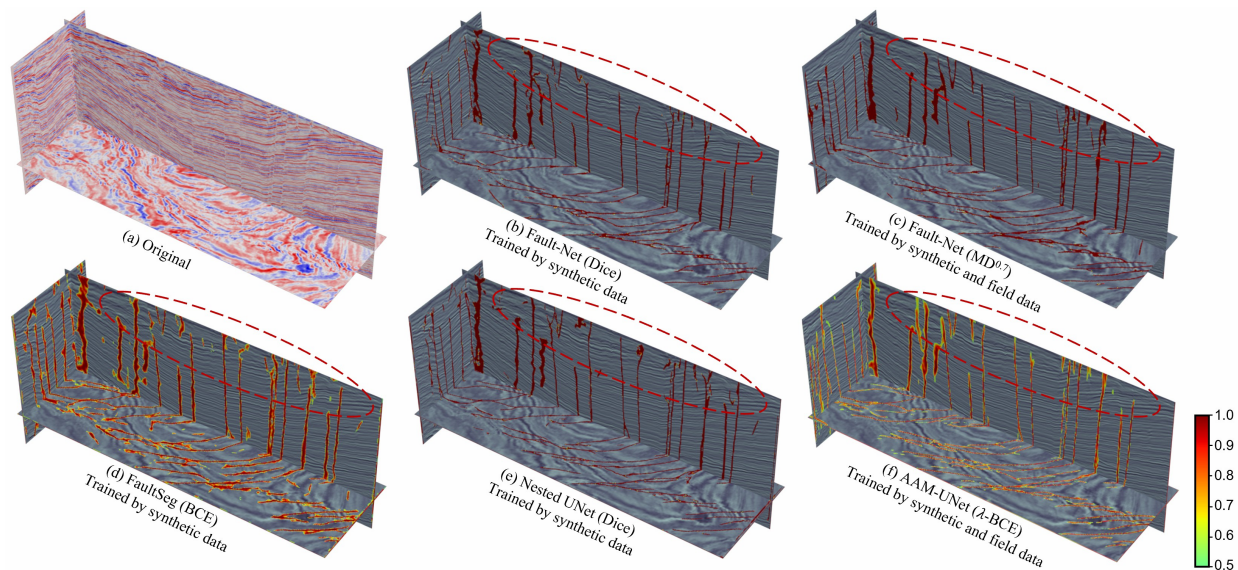 (a) Original
(b) Fault-Net (Dice)
Trained by synthetic data
(c) Fault-Net (MD⁰·⁷)
Trained by synthetic and field data
(d) FaultSeg (BCE)
Trained by synthetic data
(e) Nested UNet (Dice)
Trained by synthetic data
(f) AAM-UNet (λ-BCE)
Trained by synthetic and field data
1.0
0.9
0.8
0.7
0.6
0.5